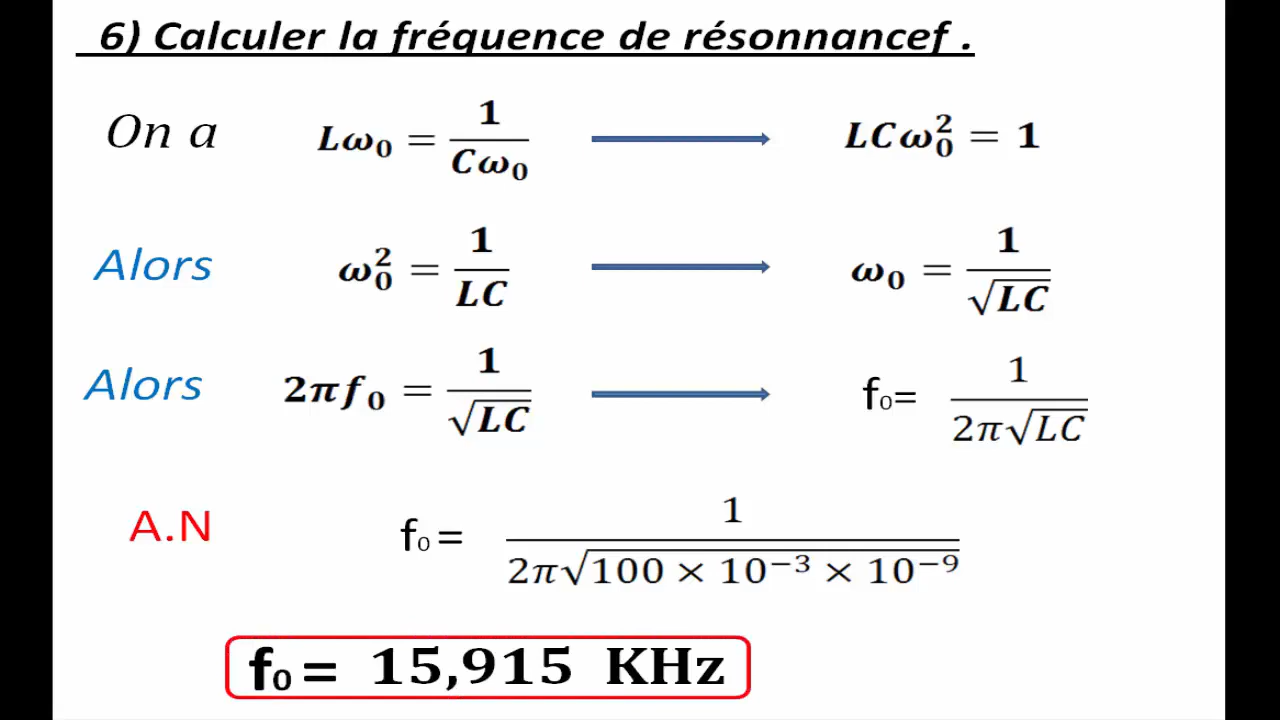 6) Calculer la fréquence de résonnancef .
On a Lω₀ = 1/(Cω₀) ⟶ LCω₀² = 1
Alors ω₀² = 1/(LC) ⟶ ω₀ = 1/√(LC)
Alors 2πf₀ = 1/√(LC) ⟶ f₀= 1/(2π√(LC))
A.N f₀ = 1/(2π√(100 × 10⁻³ × 10⁻⁹))
f₀ = 15,915 KHz